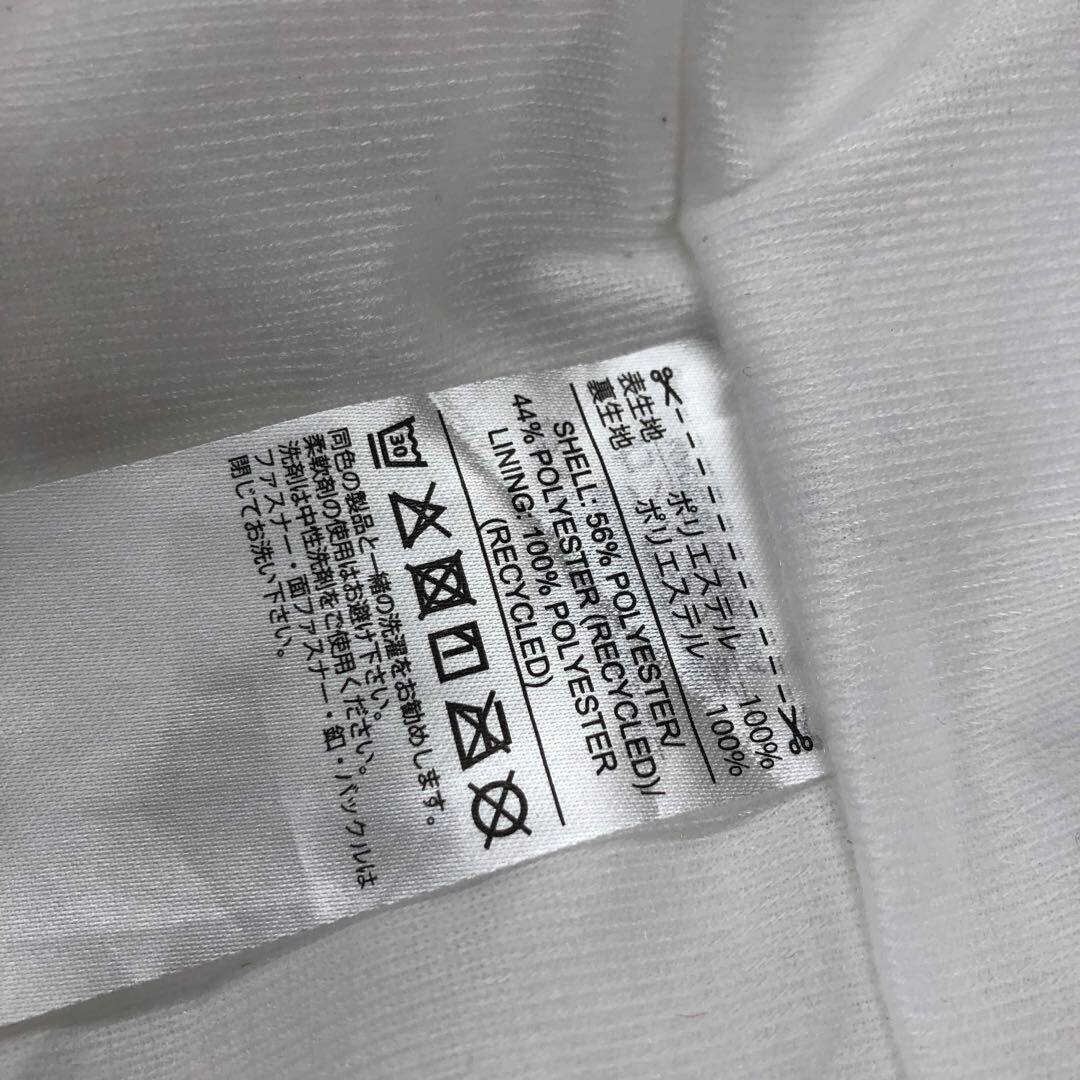 表生地 ポリエステル 100%
裏生地 ポリエステル 100%
SHELL: 56% POLYESTER/
44% POLYESTER (RECYCLED)/
LINING: 100% POLYESTER
(RECYCLED)
30
同色の製品と一緒の洗濯をお勧めします。
柔軟剤の使用はお避け下さい。
洗剤は中性洗剤をご使用ください。
ファスナー・面ファスナー・釦・バックルは
閉じてお洗い下さい。